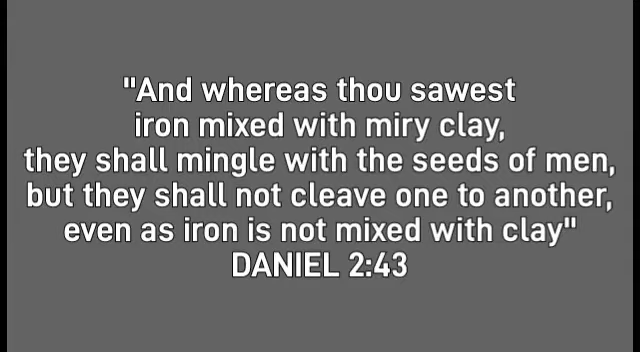 "And whereas thou sawest
iron mixed with miry clay,
they shall mingle with the seeds of men,
but they shall not cleave one to another,
even as iron is not mixed with clay"
DANIEL 2:43